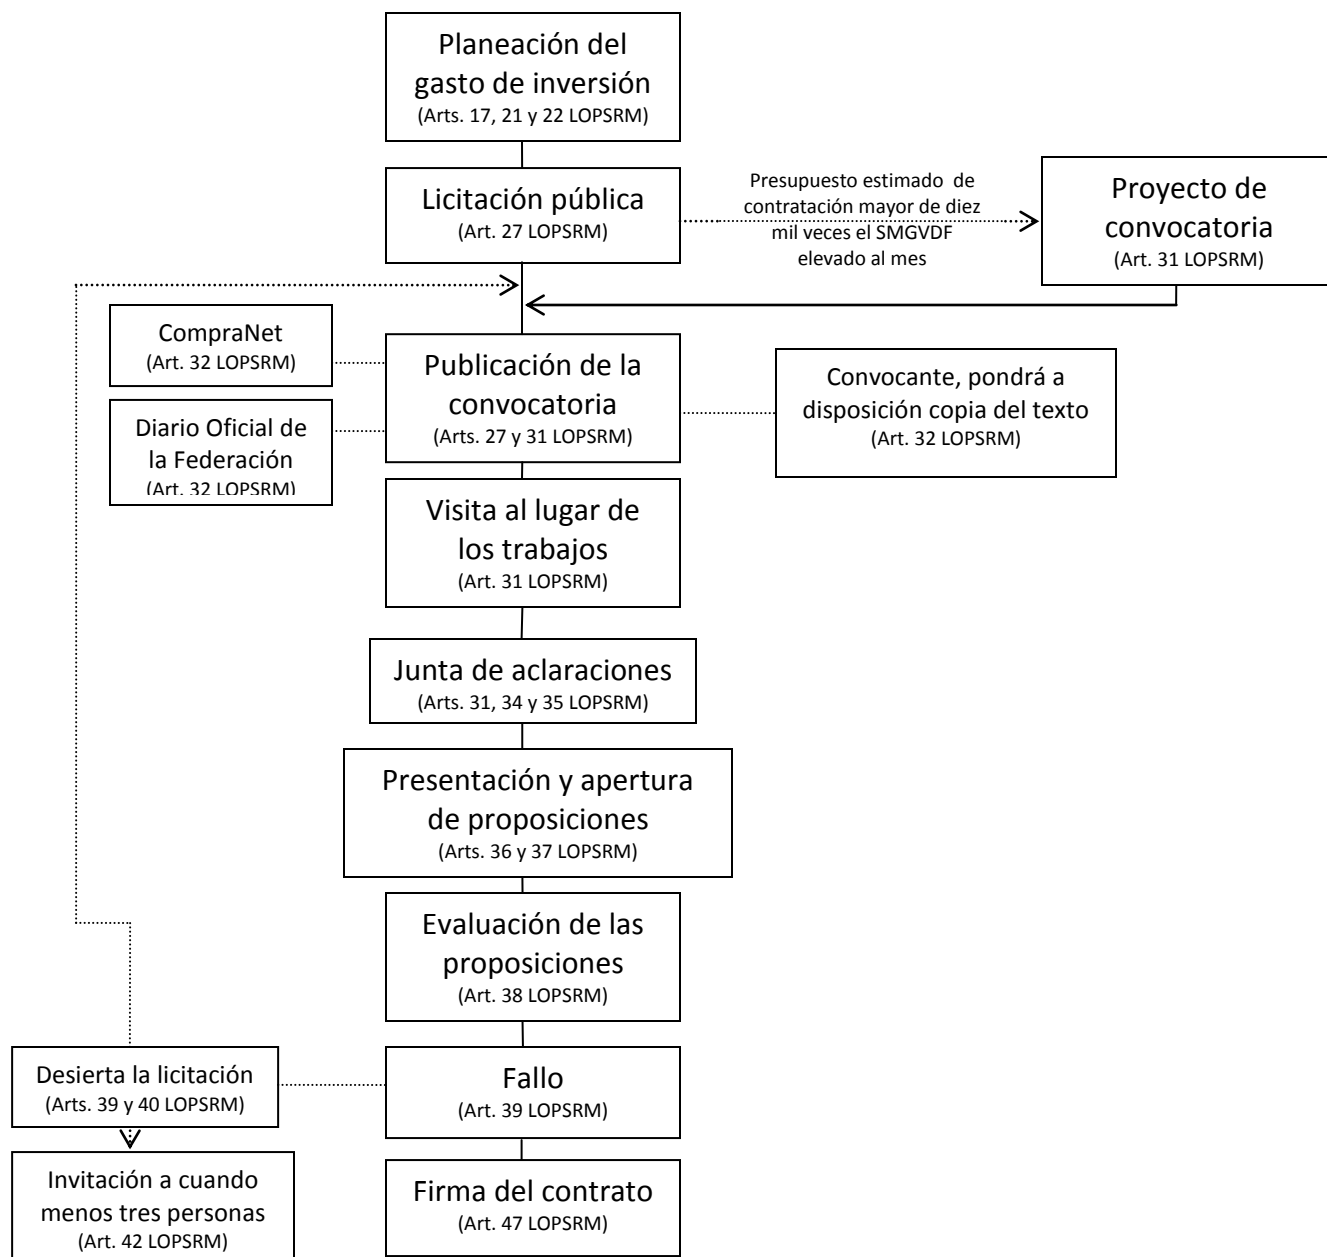 Planeación del
gasto de inversión
(Arts. 17, 21 y 22 LOPSRM)
Licitación pública
(Art. 27 LOPSRM)
Presupuesto estimado de
contratación mayor de diez
mil veces el SMGVDF
elevado al mes
Proyecto de
convocatoria
(Art. 31 LOPSRM)
CompraNet
(Art. 32 LOPSRM)
Diario Oficial de
la Federación
(Art. 32 LOPSRM)
Publicación de la
convocatoria
(Arts. 27 y 31 LOPSRM)
Convocante, pondrá a
disposición copia del texto
(Art. 32 LOPSRM)
Visita al lugar de
los trabajos
(Art. 31 LOPSRM)
Junta de aclaraciones
(Arts. 31, 34 y 35 LOPSRM)
Presentación y apertura
de proposiciones
(Arts. 36 y 37 LOPSRM)
Evaluación de las
proposiciones
(Art. 38 LOPSRM)
Desierta la licitación
(Arts. 39 y 40 LOPSRM)
Fallo
(Art. 39 LOPSRM)
Invitación a cuando
menos tres personas
(Art. 42 LOPSRM)
Firma del contrato
(Art. 47 LOPSRM)